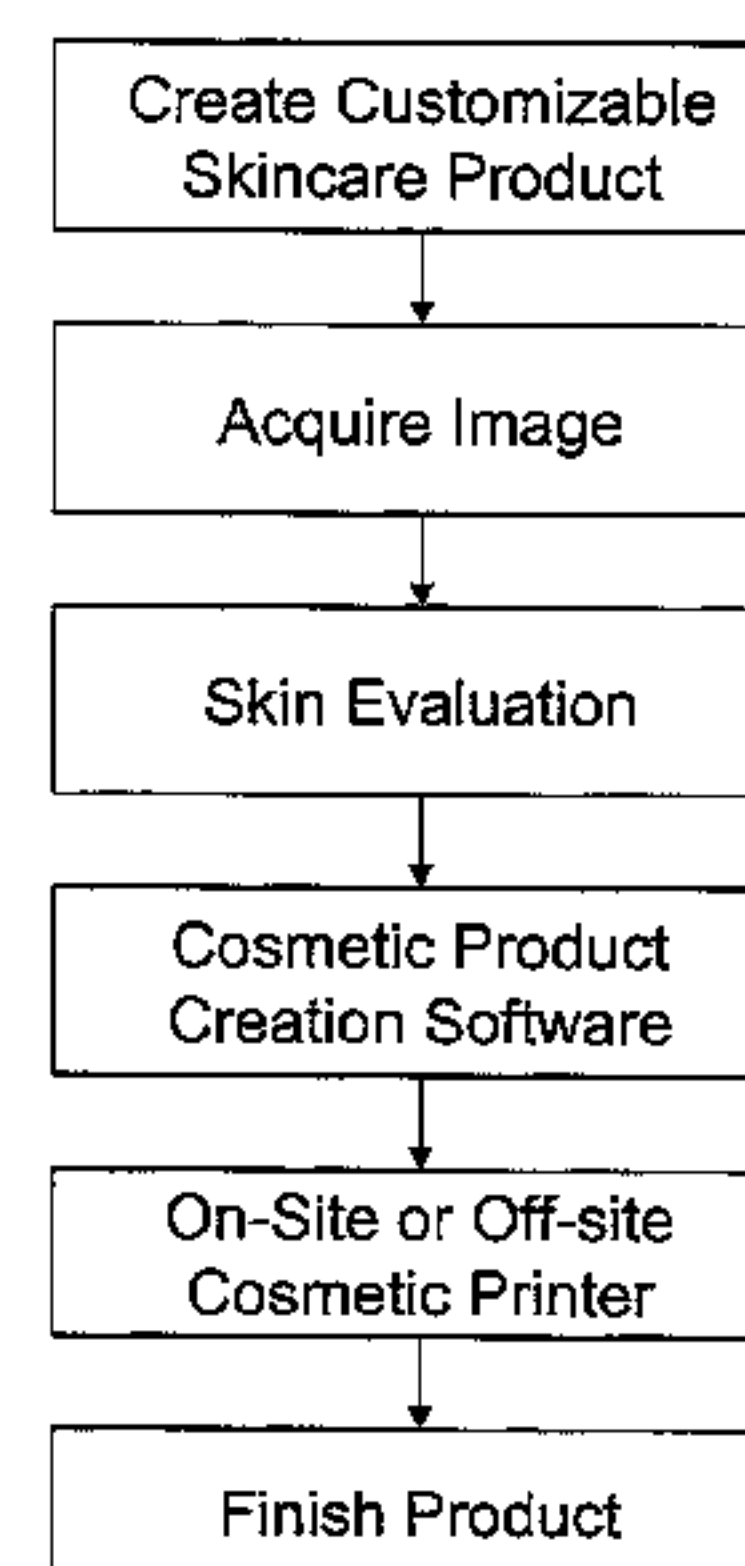 Create Customizable
Skincare Product
Acquire Image
Skin Evaluation
Cosmetic Product
Creation Software
On-Site or Off-site
Cosmetic Printer
Finish Product